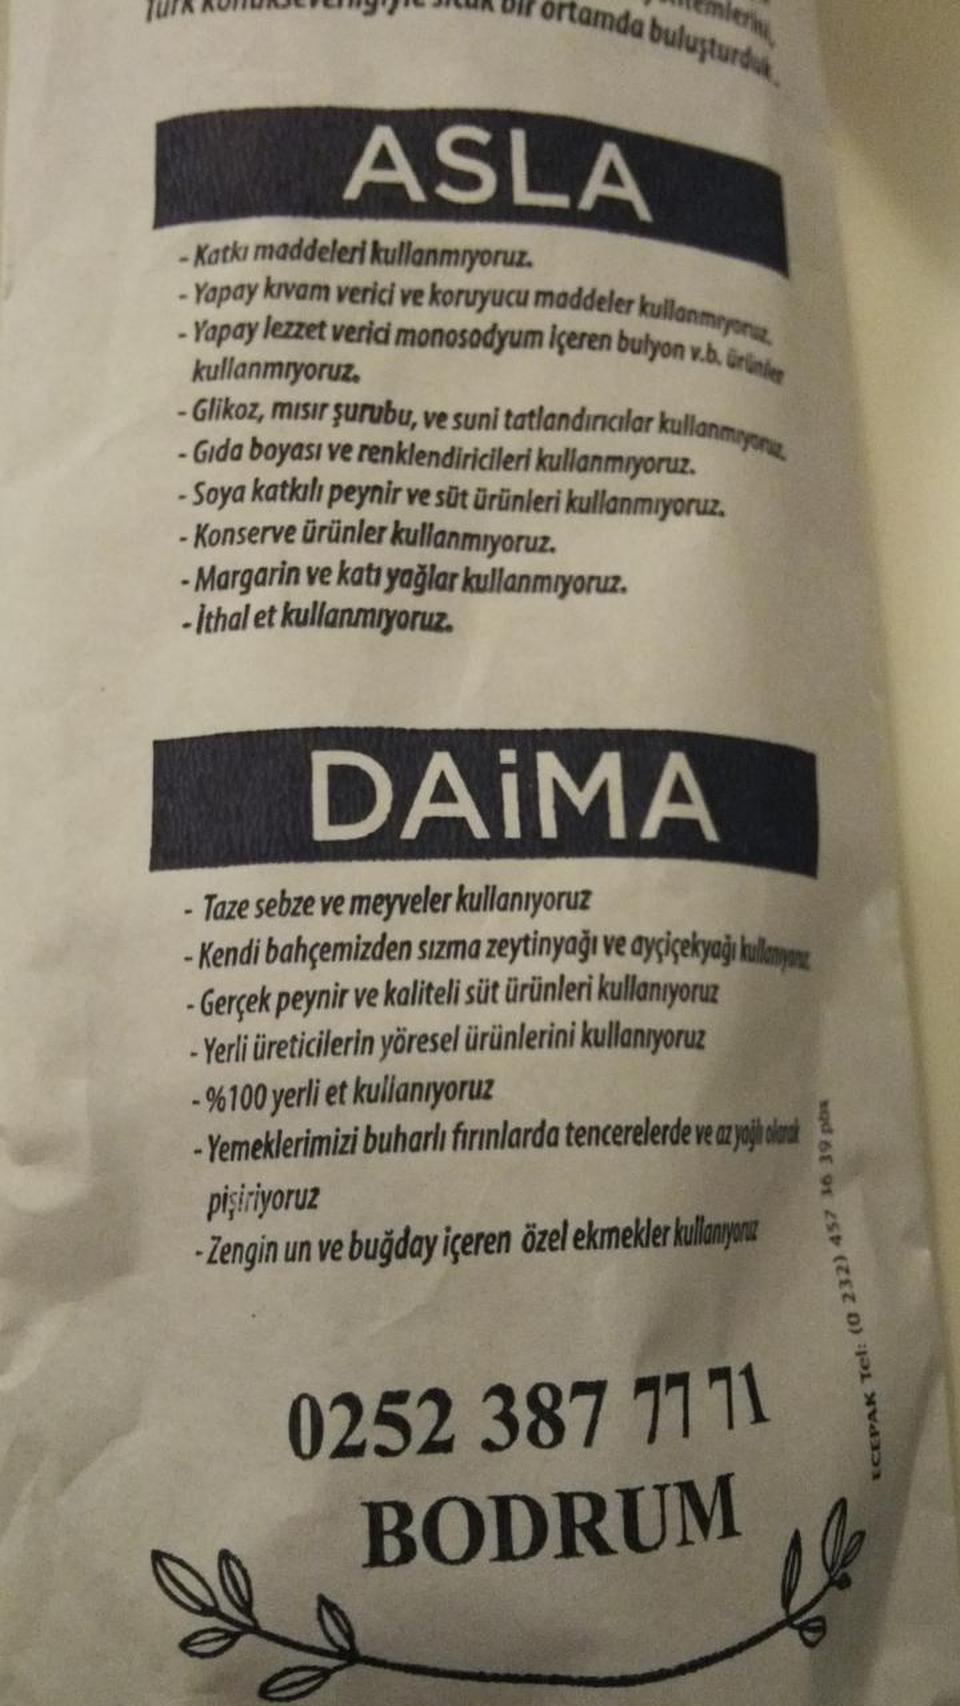 Türk konukseverliğiyle sıcak bir ortamda buluşturduk.
ASLA
- Katkı maddeleri kullanmıyoruz.
- Yapay kıvam verici ve koruyucu maddeler kullanmıyoruz.
- Yapay lezzet verici monosodyum içeren bulyon v.b. ürünler
kullanmıyoruz.
- Glikoz, mısır şurubu, ve suni tatlandırıcılar kullanmıyoruz.
- Gıda boyası ve renklendiricileri kullanmıyoruz.
- Soya katkılı peynir ve süt ürünleri kullanmıyoruz.
- Konserve ürünler kullanmıyoruz.
- Margarin ve katı yağlar kullanmıyoruz.
- İthal et kullanmıyoruz.
DAiMA
- Taze sebze ve meyveler kullanıyoruz
- Kendi bahçemizden sızma zeytinyağı ve ayçiçekyağı kullanıyoruz
- Gerçek peynir ve kaliteli süt ürünleri kullanıyoruz
- Yerli üreticilerin yöresel ürünlerini kullanıyoruz
- %100 yerli et kullanıyoruz
- Yemeklerimizi buharlı fırınlarda tencerelerde ve az yağlı olarak
pişiriyoruz
- Zengin un ve buğday içeren özel ekmekler kullanıyoruz
ECEPAK Tel: (0 232) 457 36 39 pbx
0252 387 77 71
BODRUM